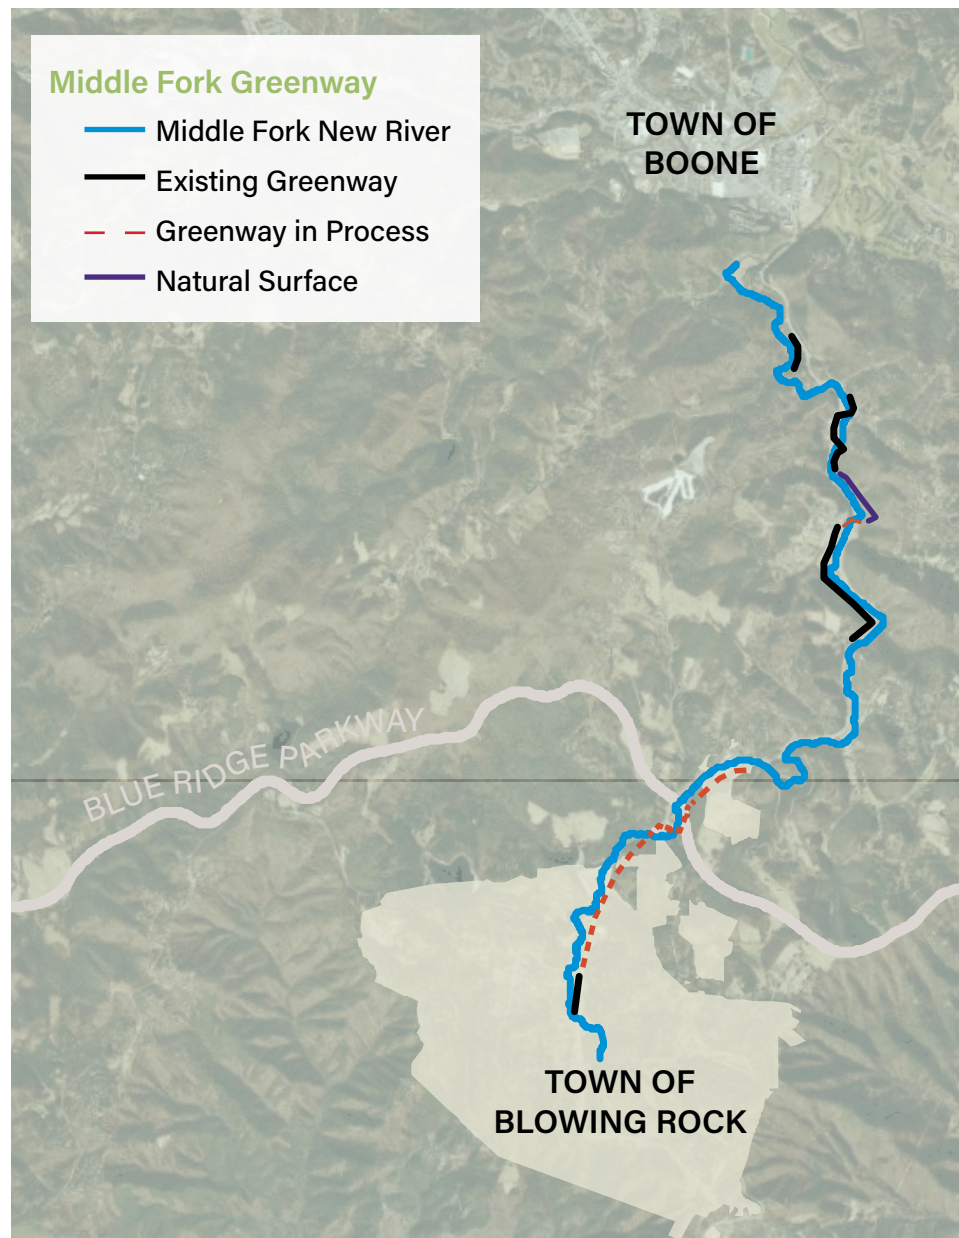 Middle Fork Greenway
Middle Fork New River
Existing Greenway
Greenway in Process
Natural Surface
TOWN OF
BOONE
BLUE RIDGE PARKWAY
TOWN OF
BLOWING ROCK